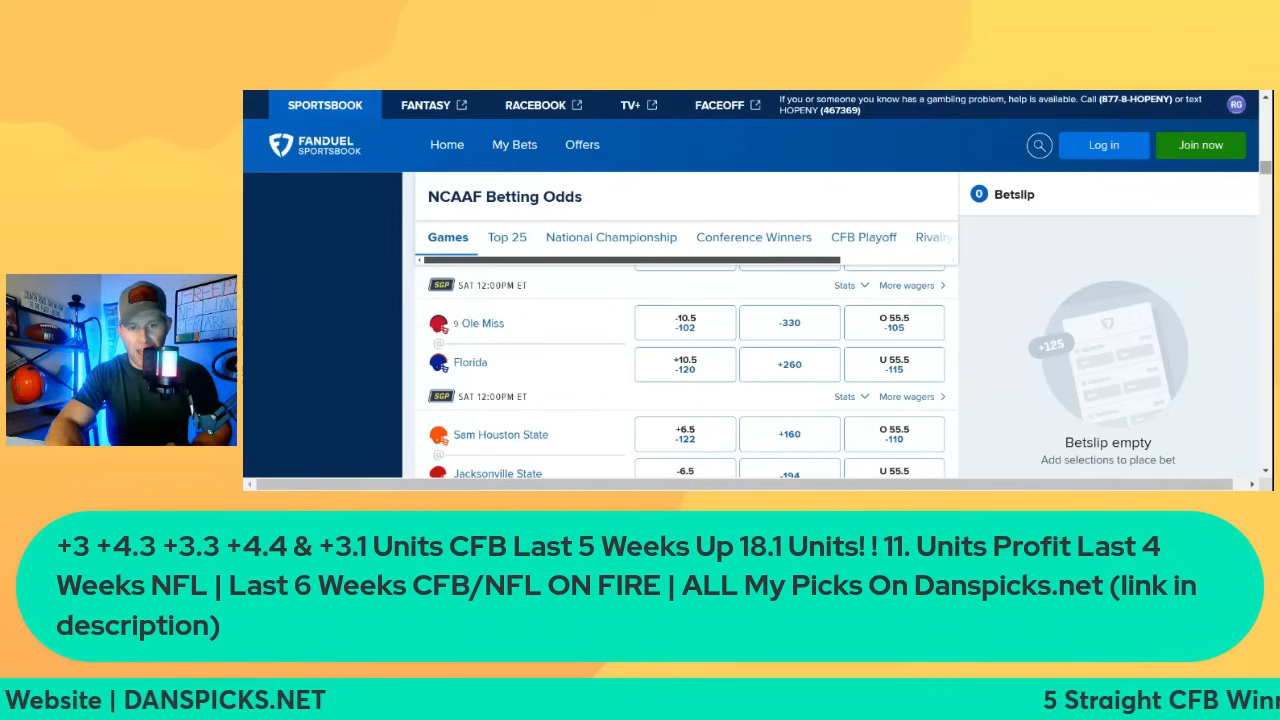 SPORTSBOOK FANTASY RACEBOOK TV+ FACEOFF
If you or someone you know has a gambling problem, help is available. Call (877-8-HOPENY) or text
HOPENY (467369)
RG
FANDUEL
SPORTSBOOK
Home My Bets Offers
Log in Join now
NCAAF Betting Odds
0 Betslip
Games Top 25 National Championship Conference Winners CFB Playoff Rivalry
SGP SAT 12:00PM ET Stats More wagers
9 Ole Miss
-10.5
-102
-330
O 55.5
-105
@
Florida
+10.5
-120
+260
U 55.5
-115
SGP SAT 12:00PM ET Stats More wagers
Sam Houston State
+6.5
-122
+160
O 55.5
-110
@
Jacksonville State
-6.5
-194
U 55.5
+125
Betslip empty
Add selections to place bet
+3 +4.3 +3.3 +4.4 & +3.1 Units CFB Last 5 Weeks Up 18.1 Units! ! 11. Units Profit Last 4
Weeks NFL | Last 6 Weeks CFB/NFL ON FIRE | ALL My Picks On Danspicks.net (link in
description)
Website | DANSPICKS.NET
5 Straight CFB Winn